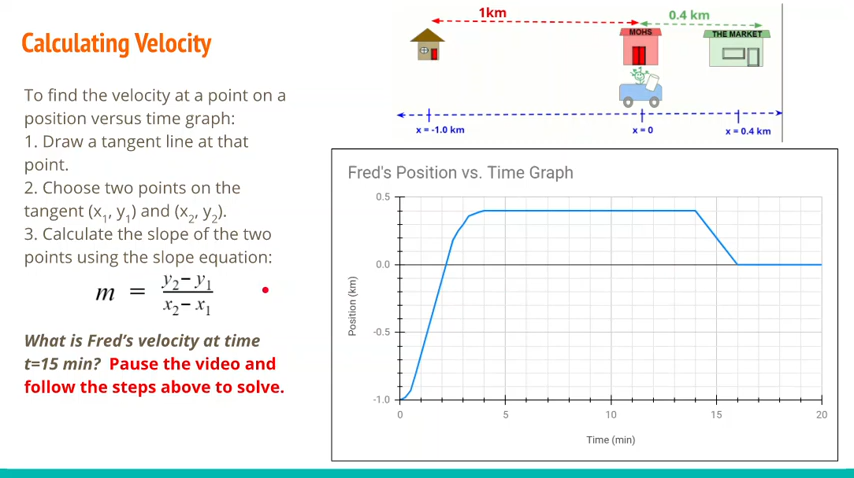 Calculating Velocity
To find the velocity at a point on a
position versus time graph:
1. Draw a tangent line at that
point.
2. Choose two points on the
tangent (x1, y1) and (x2, y2).
3. Calculate the slope of the two
points using the slope equation:
m = y2− y1 / x2− x1
What is Fred's velocity at time
t=15 min? Pause the video and
follow the steps above to solve.
1km
0.4 km
MOHS
THE MARKET
x = -1.0 km
x = 0
x = 0.4 km
Fred's Position vs. Time Graph
Position (km)
0.5
0.0
-0.5
-1.0
0 5 10 15 20
Time (min)